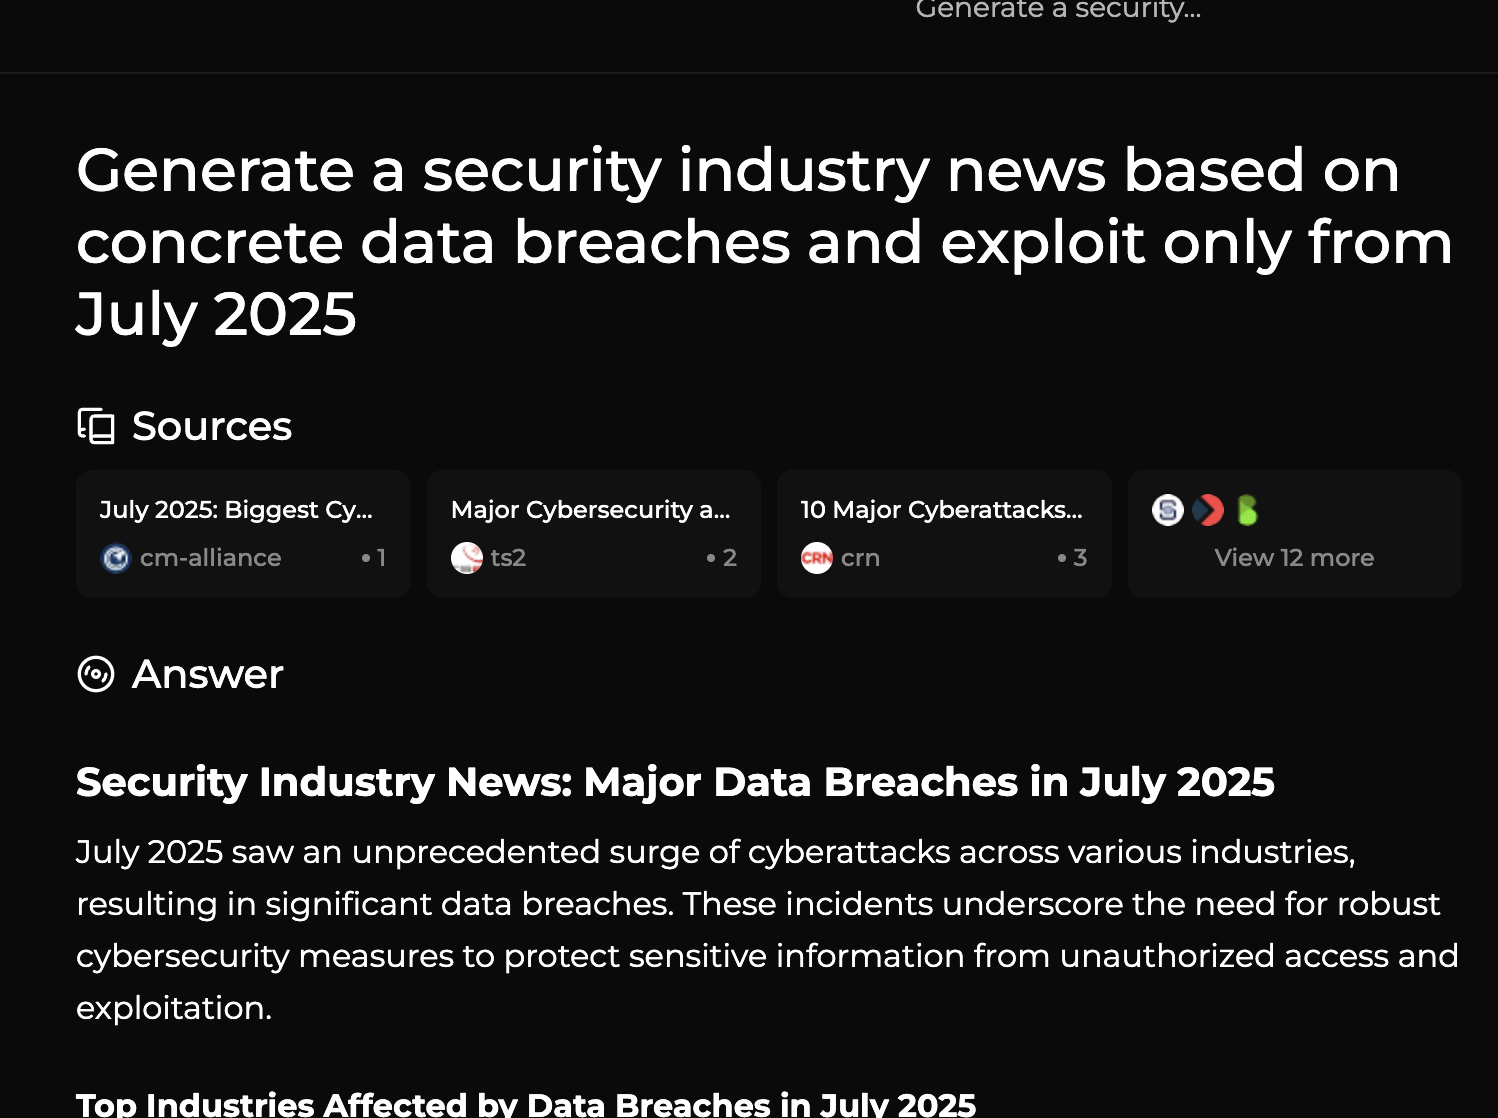 Generate a security...
Generate a security industry news based on
concrete data breaches and exploit only from
July 2025
Sources
July 2025: Biggest Cy...
cm-alliance • 1
Major Cybersecurity a...
ts2 • 2
10 Major Cyberattacks...
CRN crn • 3
View 12 more
Answer
Security Industry News: Major Data Breaches in July 2025
July 2025 saw an unprecedented surge of cyberattacks across various industries,
resulting in significant data breaches. These incidents underscore the need for robust
cybersecurity measures to protect sensitive information from unauthorized access and
exploitation.
Top Industries Affected by Data Breaches in July 2025